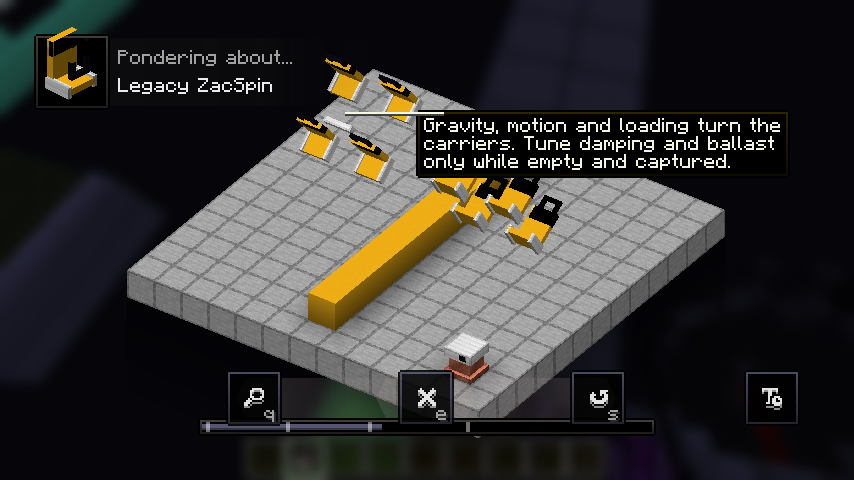 Pondering about...
Legacy ZacSpin
Gravity, motion and loading turn the
carriers. Tune damping and ballast
only while empty and captured.
q
e
s
T